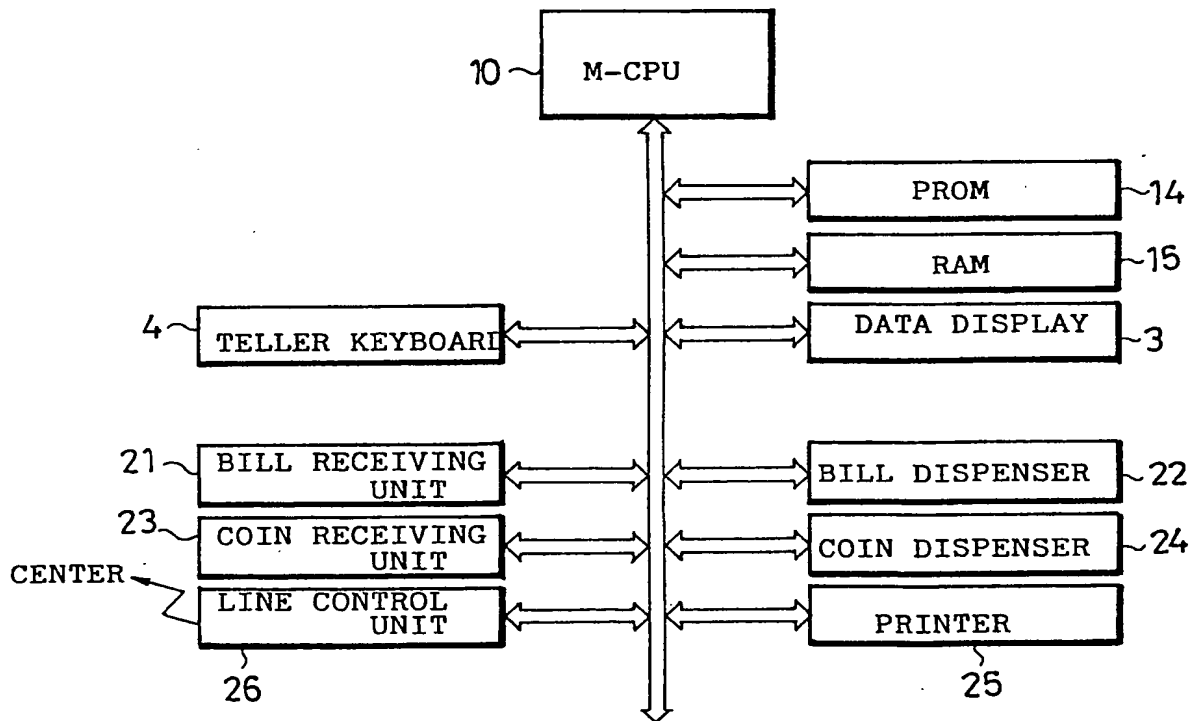 10 M-CPU
PROM 14
RAM 15
4 TELLER KEYBOARD
DATA DISPLAY 3
21 BILL RECEIVING
UNIT
BILL DISPENSER 22
23 COIN RECEIVING
UNIT
COIN DISPENSER 24
CENTER
LINE CONTROL
UNIT
26
PRINTER
25